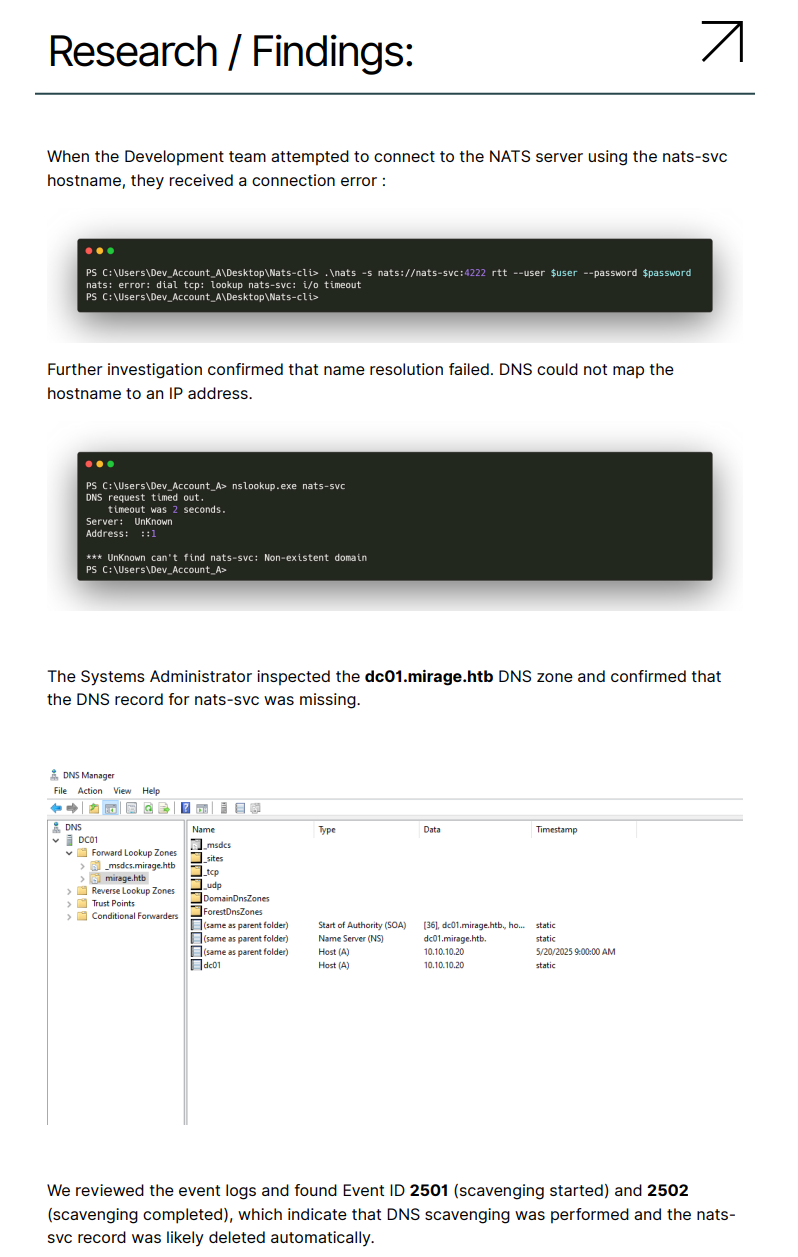 Research / Findings:
When the Development team attempted to connect to the NATS server using the nats-svc
hostname, they received a connection error :
PS C:\Users\Dev_Account_A\Desktop\Nats-cli> .\nats -s nats://nats-svc:4222 rtt --user $user --password $password
nats: error: dial tcp: lookup nats-svc: i/o timeout
PS C:\Users\Dev_Account_A\Desktop\Nats-cli>
Further investigation confirmed that name resolution failed. DNS could not map the
hostname to an IP address.
PS C:\Users\Dev_Account_A> nslookup.exe nats-svc
DNS request timed out.
    timeout was 2 seconds.
Server:  UnKnown
Address:  ::1
*** UnKnown can't find nats-svc: Non-existent domain
PS C:\Users\Dev_Account_A>
The Systems Administrator inspected the dc01.mirage.htb DNS zone and confirmed that
the DNS record for nats-svc was missing.
DNS Manager
File Action View Help
DNS
DC01
Forward Lookup Zones
_msdcs.mirage.htb
mirage.htb
Reverse Lookup Zones
Trust Points
Conditional Forwarders
Name Type Data Timestamp
_msdcs
_sites
_tcp
_udp
DomainDnsZones
ForestDnsZones
(same as parent folder) Start of Authority (SOA) [36], dc01.mirage.htb., ho... static
(same as parent folder) Name Server (NS) dc01.mirage.htb. static
(same as parent folder) Host (A) 10.10.10.20 5/20/2025 9:00:00 AM
dc01 Host (A) 10.10.10.20 static
We reviewed the event logs and found Event ID 2501 (scavenging started) and 2502
(scavenging completed), which indicate that DNS scavenging was performed and the nats-
svc record was likely deleted automatically.